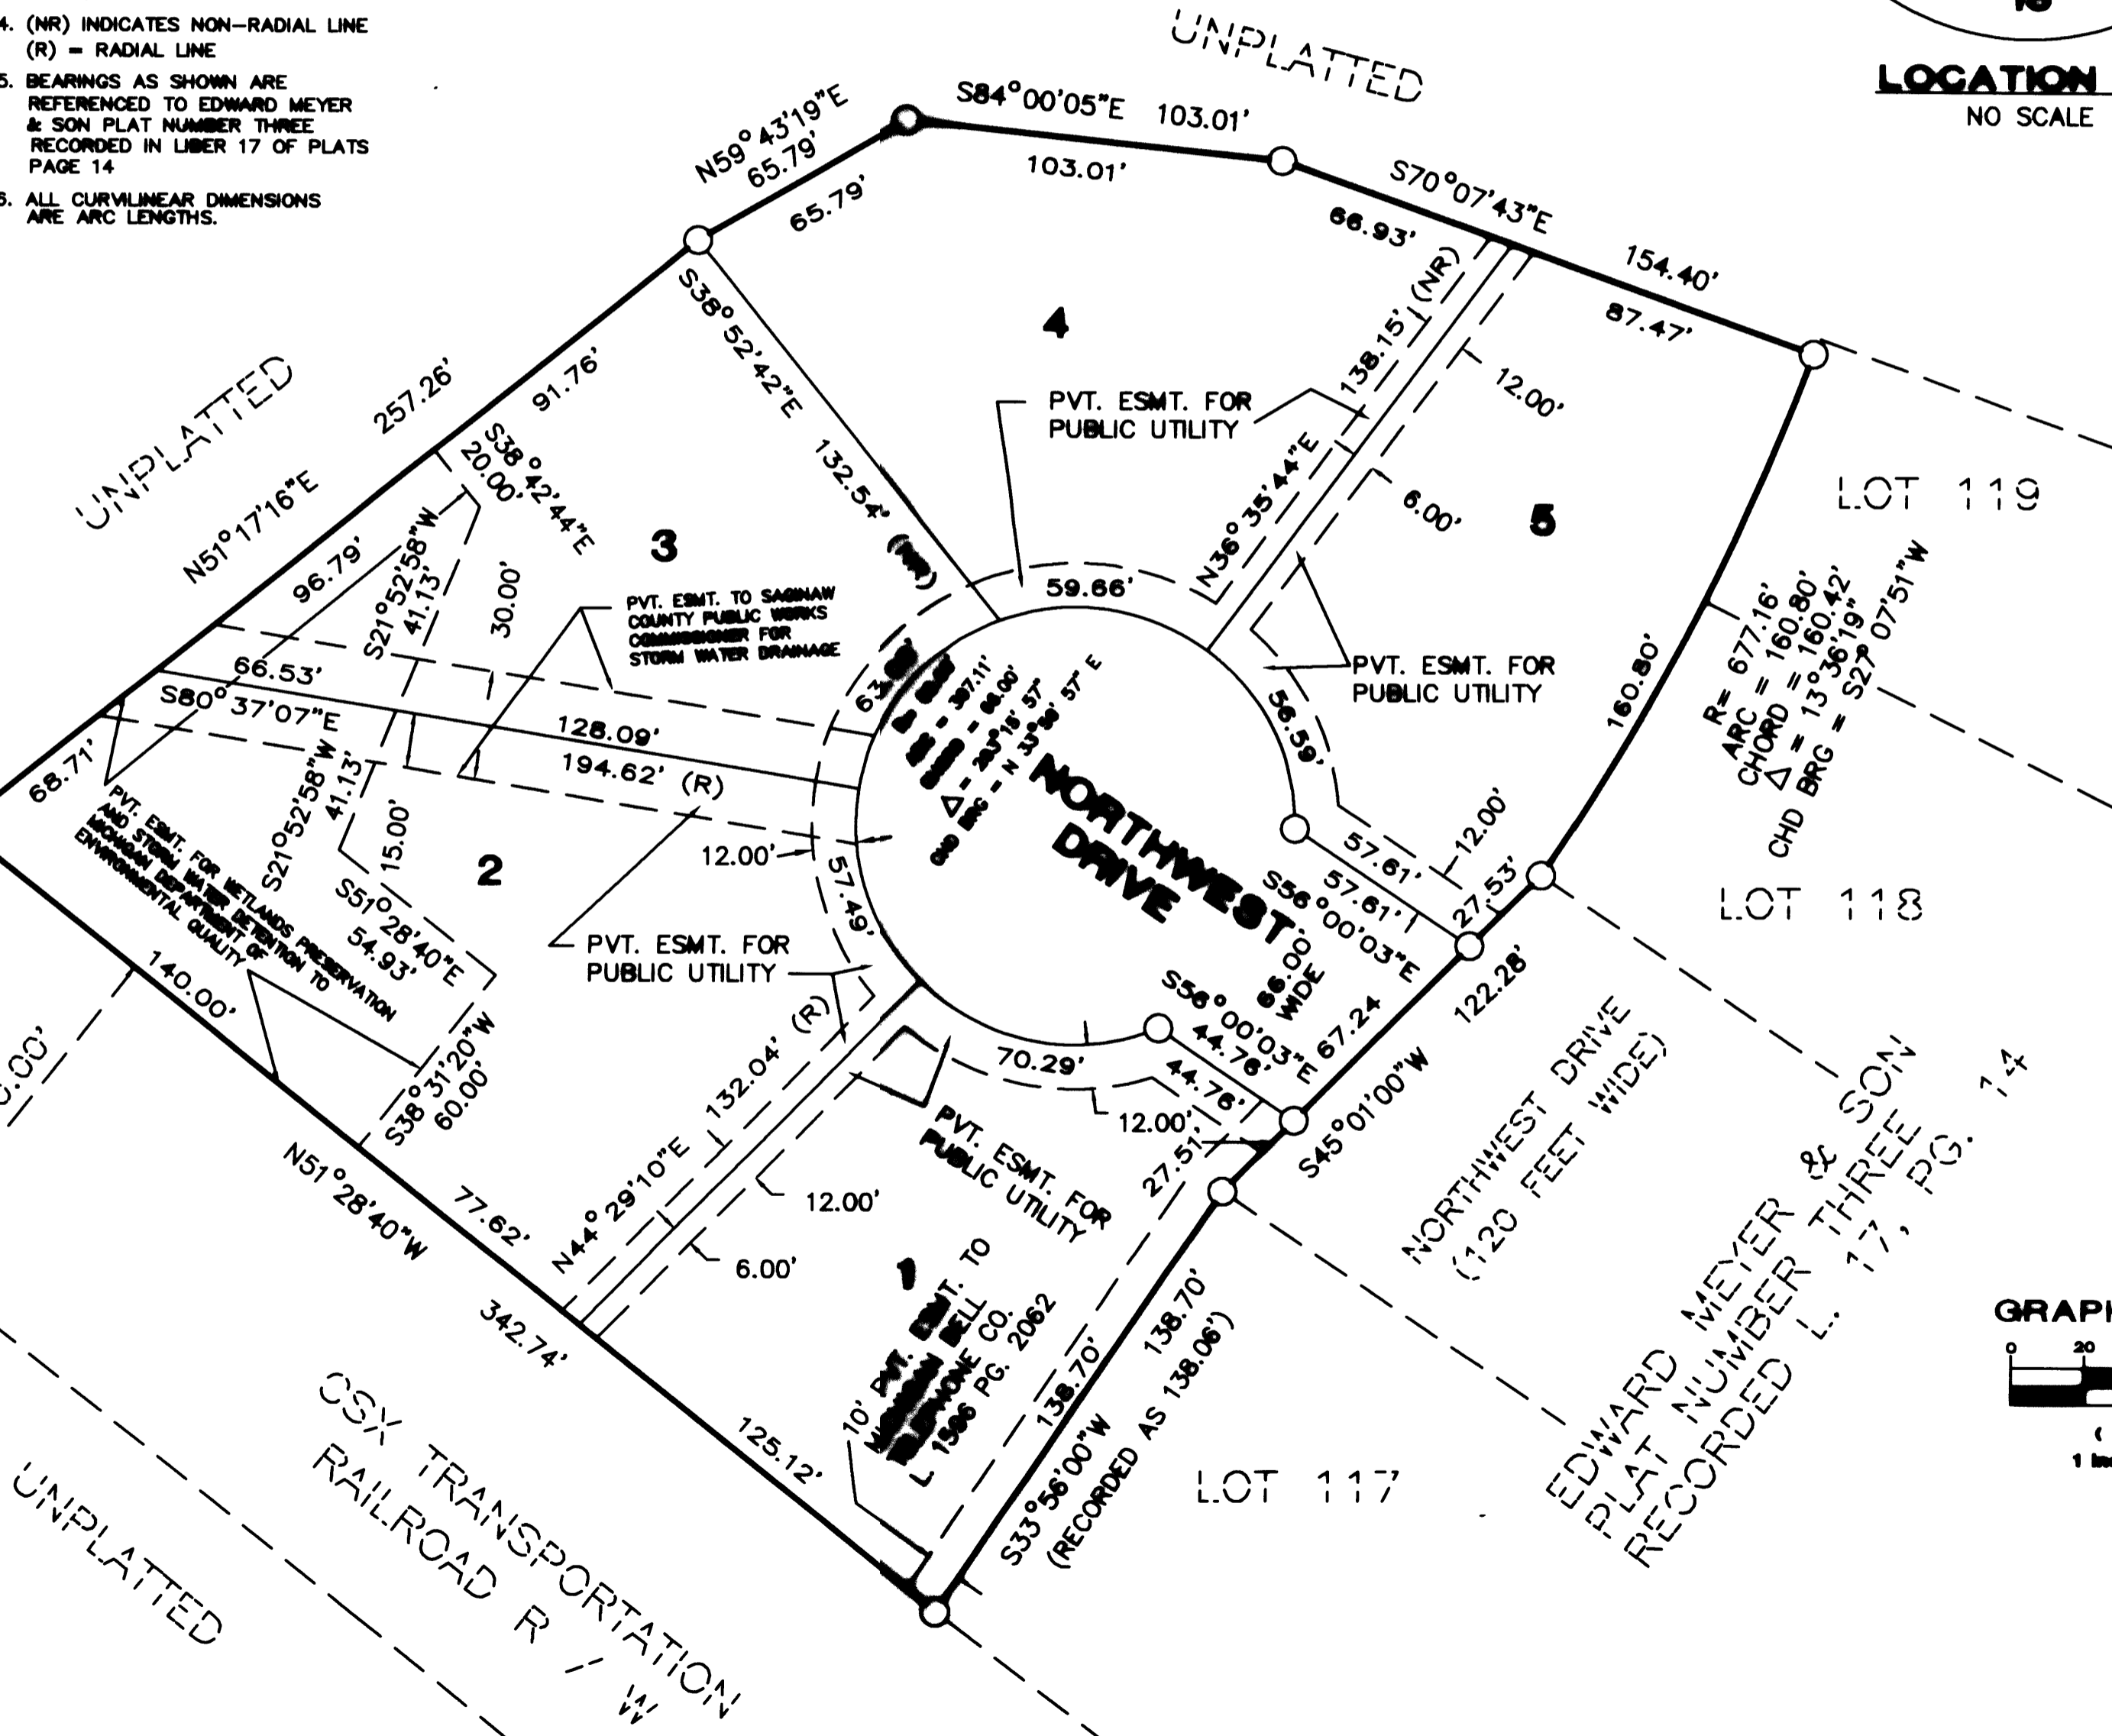 4. (NR) INDICATES NON-RADIAL LINE
(R) = RADIAL LINE
5. BEARINGS AS SHOWN ARE
REFERENCED TO EDWARD MEYER
& SON PLAT NUMBER THREE
RECORDED IN LIBER 17 OF PLATS
PAGE 14
6. ALL CURVILINEAR DIMENSIONS
ARE ARC LENGTHS.
UNPLATTED
LOCATION
NO SCALE
N59°43'19"E
65.79'
65.79'
S84°00'05"E 103.01'
103.01'
S70°07'43"E
154.40'
66.93'
87.47'
4
S38°52'42"E 132.54'
138.15' (NR)
N36°35'44"E
12.00'
6.00'
5
PVT. ESMT. FOR
PUBLIC UTILITY
LOT 119
UNPLATTED
257.26'
N51°17'16"E
91.76'
96.79'
68.71'
S38°42'44"E
20.00'
S21°52'58"W
41.13'
30.00'
3
PVT. ESMT. TO SAGINAW
COUNTY PUBLIC WORKS
COMMISSIONER FOR
STORM WATER DRAINAGE
59.66'
PVT. ESMT. FOR
PUBLIC UTILITY
56.59'
160.80'
R= 677.16'
ARC = 160.80'
CHORD = 160.42'
Δ = 13°36'19"
CHD BRG = S27°07'51"W
66.53'
S80°37'07"E
128.09'
194.62' (R)
NORTHWEST
DRIVE
66.00'
WIDE
S21°52'58"W
41.13'
15.00'
2
12.00'
57.49'
PVT. ESMT. FOR WETLANDS PRESERVATION
AND STORM WATER DETENTION TO
MICHIGAN DEPARTMENT OF
ENVIRONMENTAL QUALITY
S51°28'40"E
54.93'
PVT. ESMT. FOR
PUBLIC UTILITY
12.00'
57.61'
57.61'
S56°00'03"E
27.53'
LOT 118
S56°00'03"E
44.76'
44.76'
67.24
122.28'
S45°01'00"W
140.00'
S38°31'20"W
60.00'
132.04' (R)
N44°29'10"E
70.29'
12.00'
27.51'
PVT. ESMT. FOR
PUBLIC UTILITY
12.00'
6.00'
1
N51°28'40"W
77.62'
342.74'
125.12'
10' PVT. ESMT. TO
BELL
CO.
L. 1596 PG. 2062
138.70'
138.70'
S33°56'00"W
(RECORDED AS 138.06')
LOT 117
NORTHWEST DRIVE
(120 FEET WIDE)
EDWARD MEYER & SON
PLAT NUMBER THREE
RECORDED L. 17, PG. 14
CSX TRANSPORTATION
RAILROAD R / W
UNPLATTED
0 20